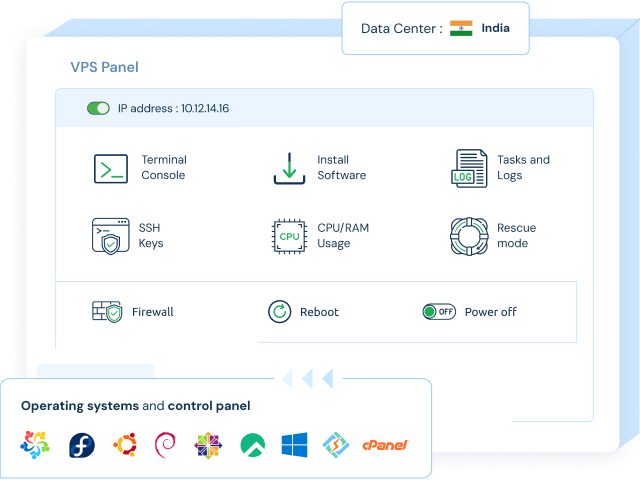 Data Center : India
VPS Panel
IP address : 10.12.14.16
Terminal
Console
Install
Software
Tasks and
Logs
LOG
SSH
Keys
CPU
CPU/RAM
Usage
Rescue
mode
Firewall
Reboot
OFF
Power off
Operating systems and control panel
cPanel